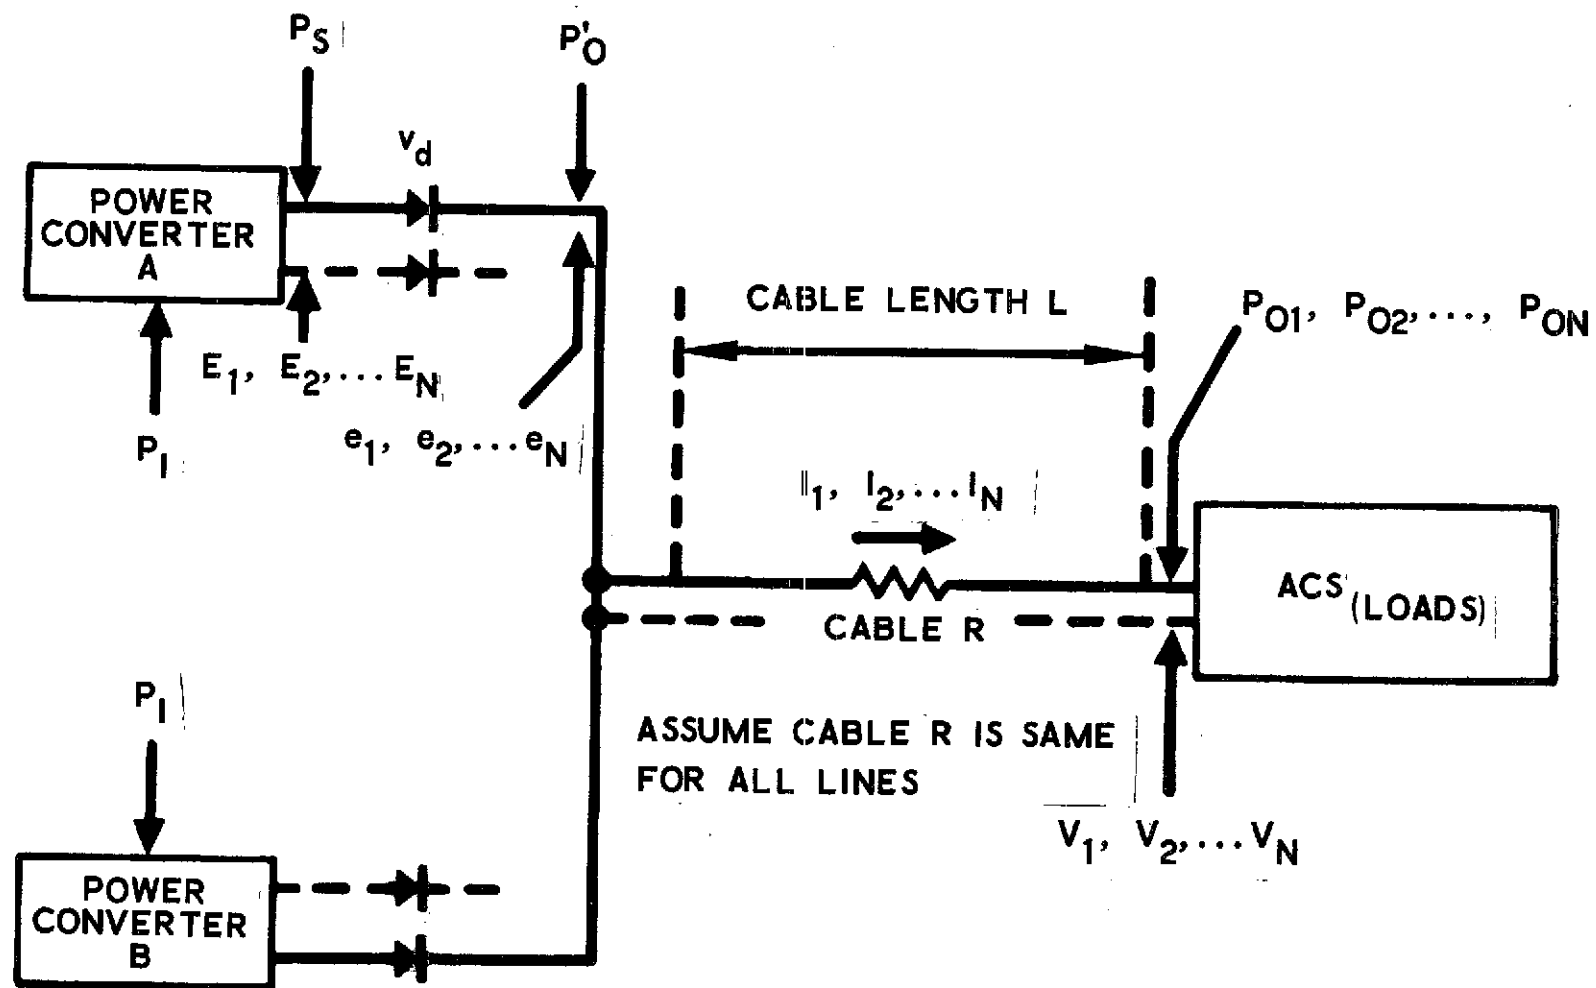 P_S
P'_O
v_d
POWER
CONVERTER
A
CABLE LENGTH L
P_O1, P_O2,..., P_ON
E_1, E_2,...E_N
e_1, e_2,...e_N
P_I
I_1, I_2,...I_N
ACS (LOADS)
CABLE R
P_I
ASSUME CABLE R IS SAME
FOR ALL LINES
V_1, V_2,...V_N
POWER
CONVERTER
B